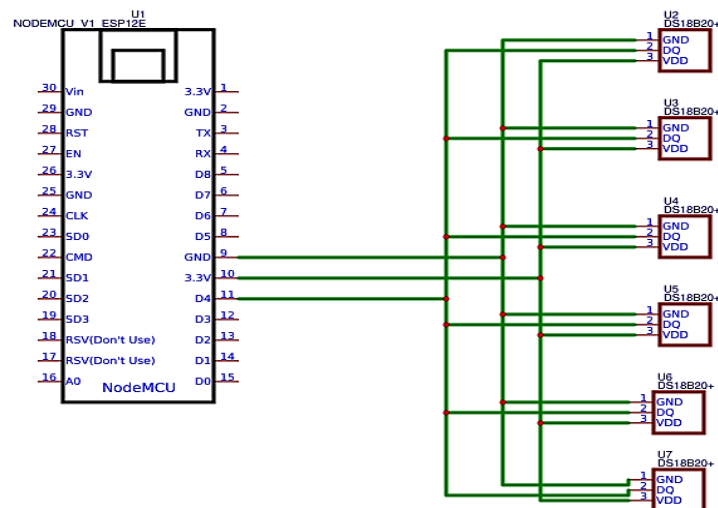 U1
NODEMCU_V1_ESP12E
30 Vin 3.3V 1
29 GND GND 2
28 RST TX 3
27 EN RX 4
26 3.3V D8 5
25 GND D7 6
24 CLK D6 7
23 SD0 D5 8
22 CMD GND 9
21 SD1 3.3V 10
20 SD2 D4 11
19 SD3 D3 12
18 RSV(Don't Use) D2 13
17 RSV(Don't Use) D1 14
16 A0 D0 15
NodeMCU
U2
DS18B20+
1 GND
2 DQ
3 VDD
U3
DS18B20+
1 GND
2 DQ
3 VDD
U4
DS18B20+
1 GND
2 DQ
3 VDD
U5
DS18B20+
1 GND
2 DQ
3 VDD
U6
DS18B20+
1 GND
2 DQ
3 VDD
U7
DS18B20+
1 GND
2 DQ
3 VDD